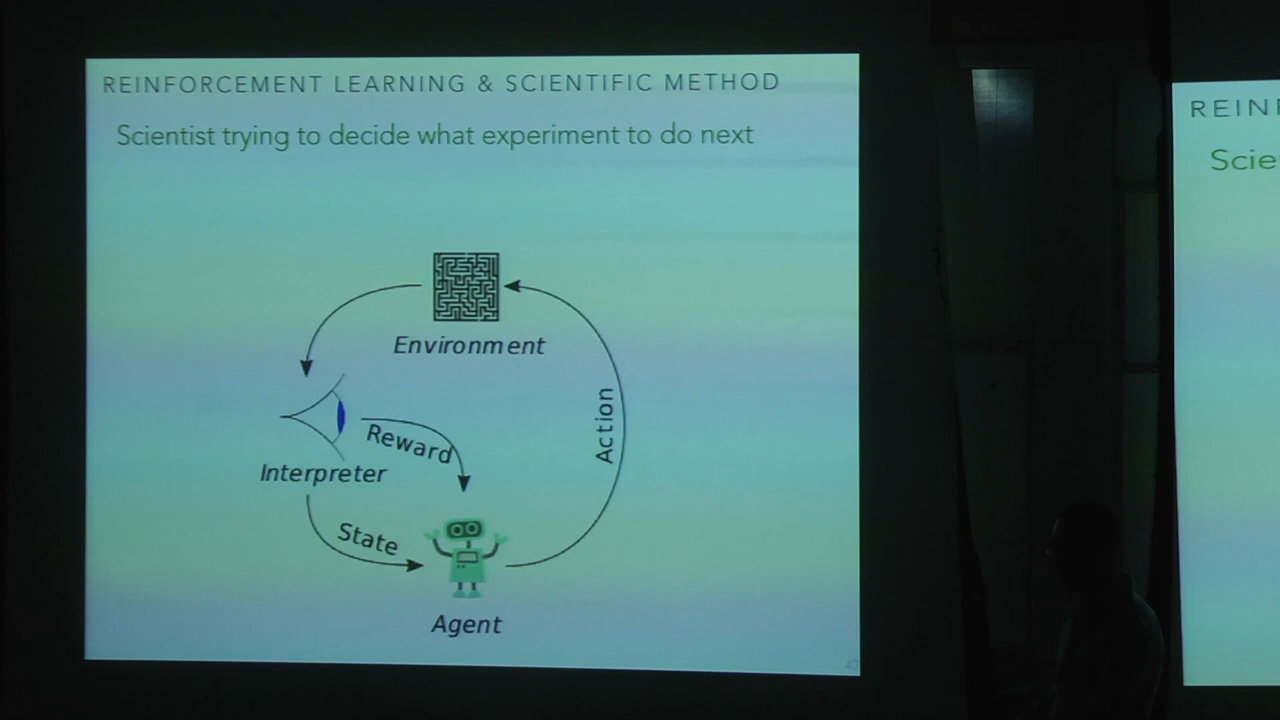 REINFORCEMENT LEARNING & SCIENTIFIC METHOD
Scientist trying to decide what experiment to do next
Environment
Reward
Action
Interpreter
State
Agent
47
REIN
Scie